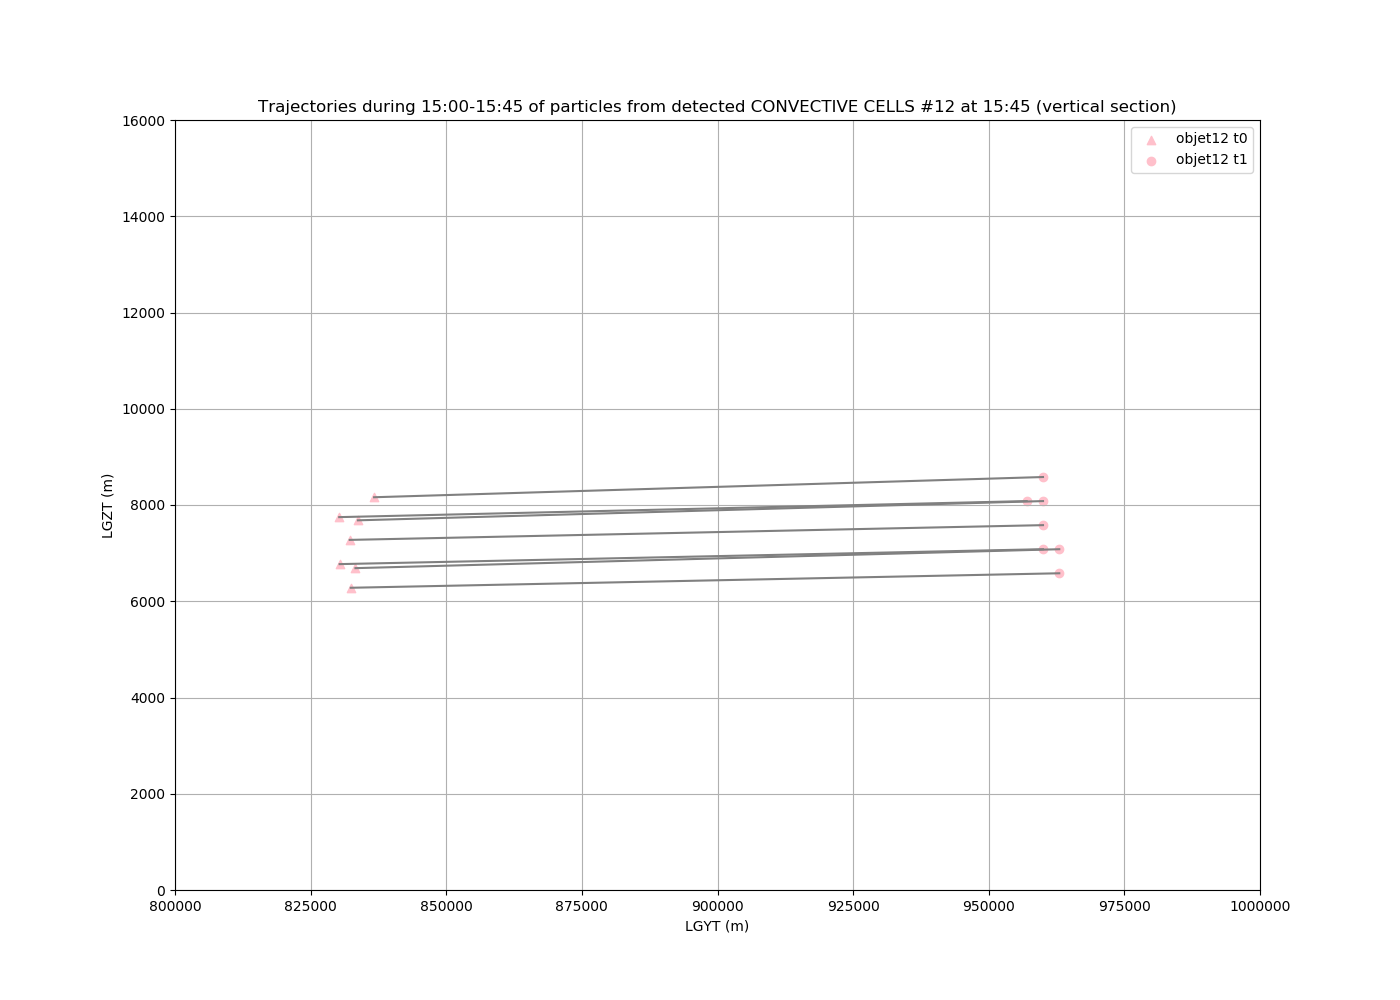 Trajectories during 15:00-15:45 of particles from detected CONVECTIVE CELLS #12 at 15:45 (vertical section)
objet12 t0
objet12 t1
16000
14000
12000
10000
8000
6000
4000
2000
0
LGZT (m)
800000 825000 850000 875000 900000 925000 950000 975000 1000000
LGYT (m)